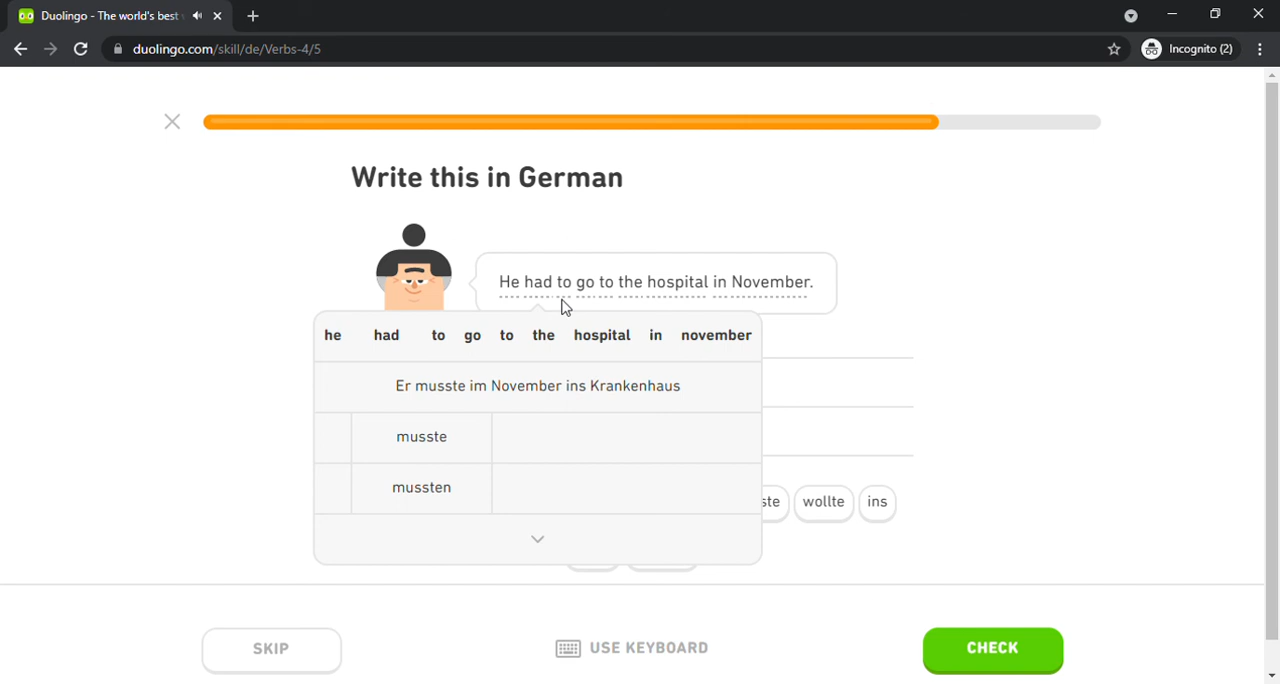 Duolingo - The world's best
duolingo.com/skill/de/Verbs-4/5
Incognito (2)
Write this in German
He had to go to the hospital in November.
he had to go to the hospital in november
Er musste im November ins Krankenhaus
musste
mussten
wollte ins
SKIP
USE KEYBOARD
CHECK